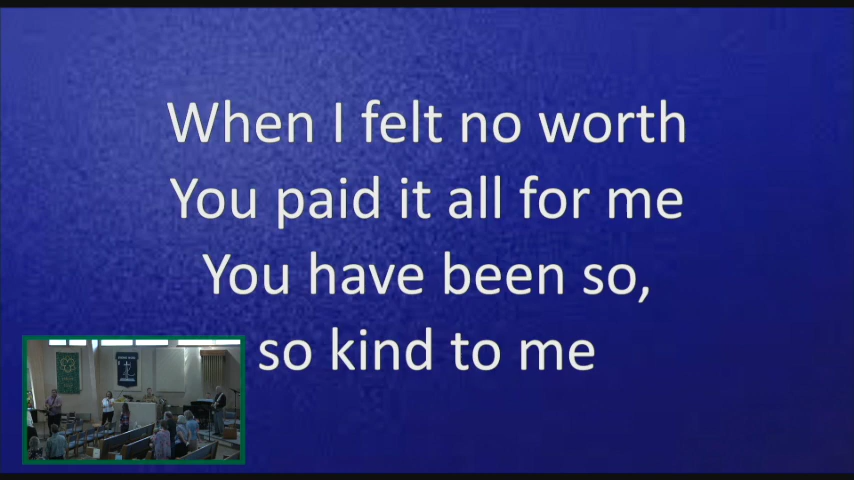 When I felt no worth
You paid it all for me
You have been so,
so kind to me